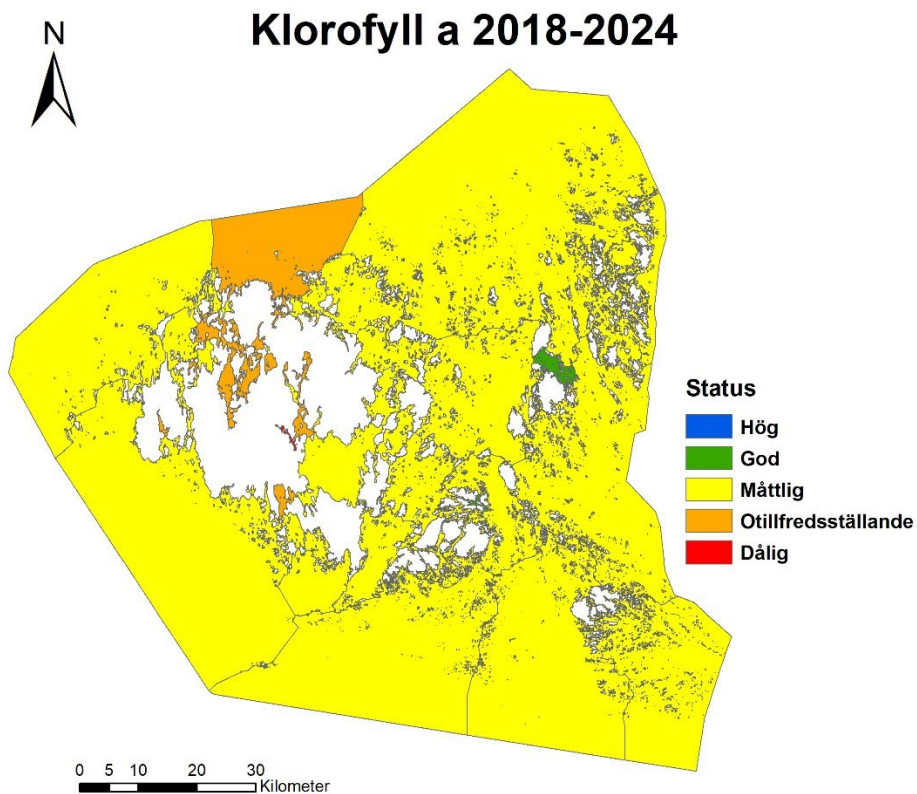 Klorofyll a 2018-2024
N
Status
Hög
God
Måttlig
Otillfredsställande
Dålig
0 5 10 20 30
Kilometer